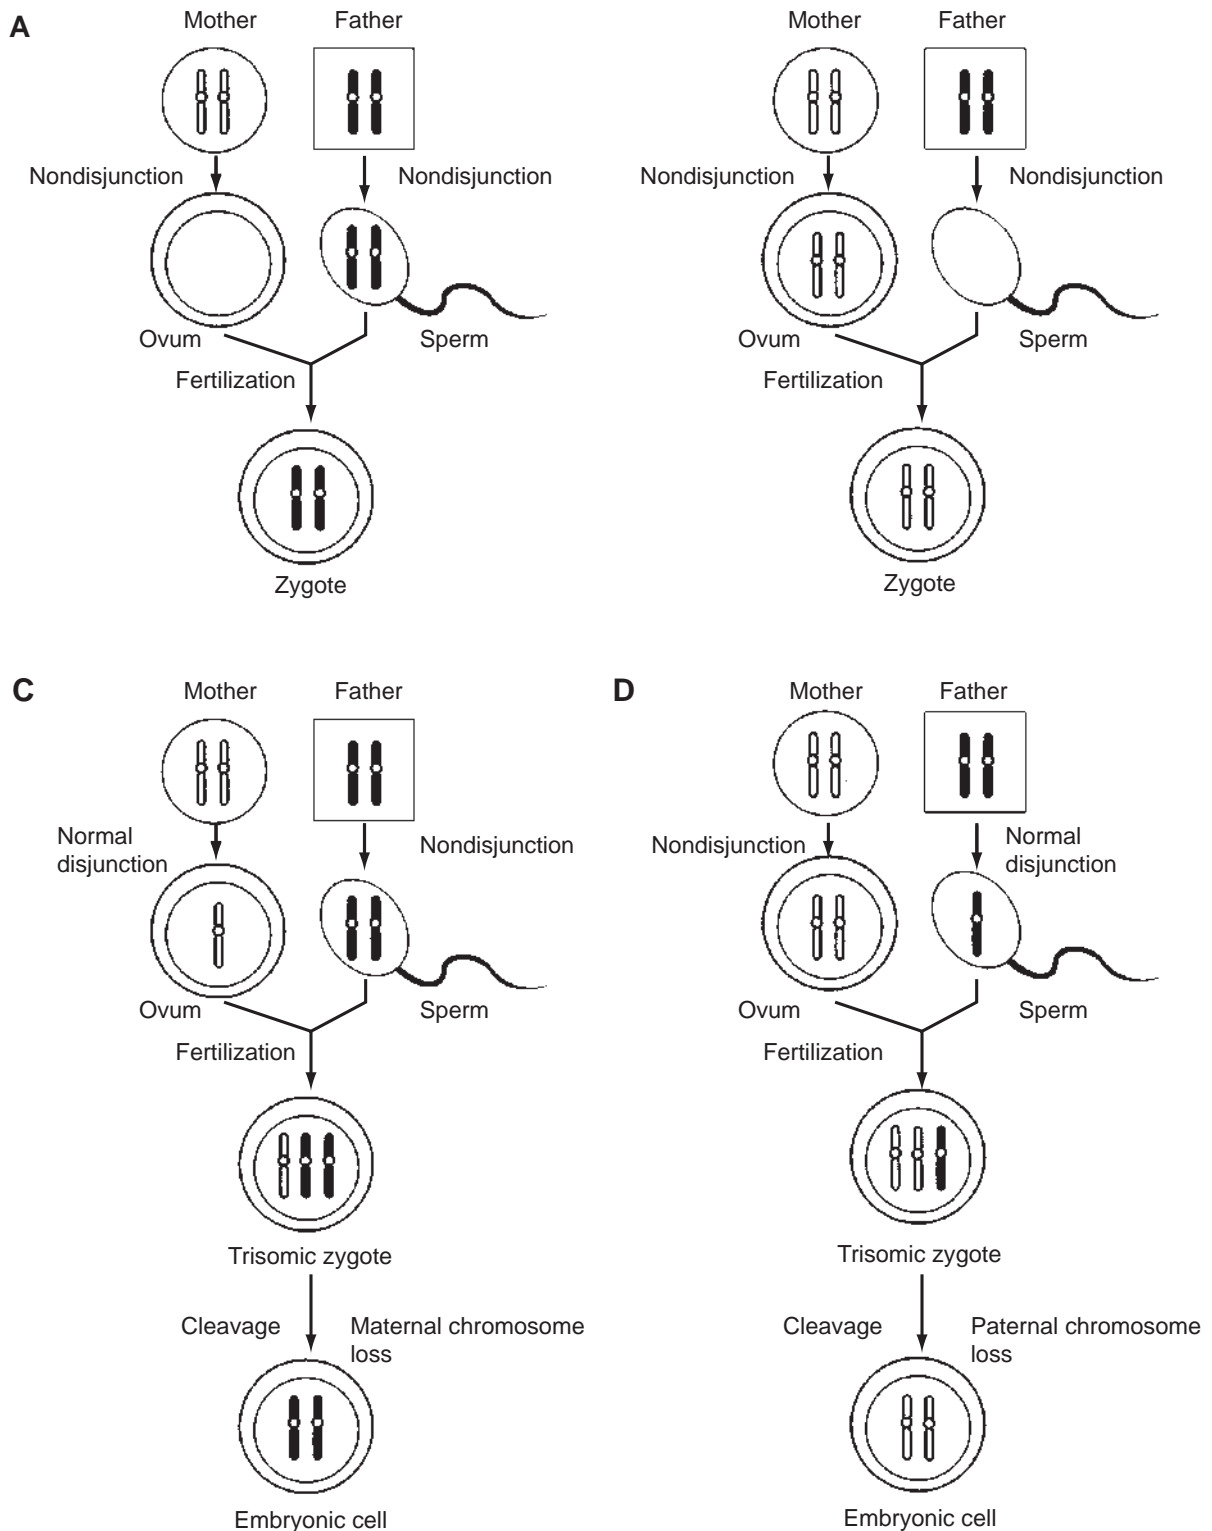 A
Mother
Father
Nondisjunction
Nondisjunction
Ovum
Sperm
Fertilization
Zygote
Mother
Father
Nondisjunction
Nondisjunction
Ovum
Sperm
Fertilization
Zygote
C
Mother
Father
Normal
disjunction
Nondisjunction
Ovum
Sperm
Fertilization
Trisomic zygote
Cleavage
Maternal chromosome
loss
Embryonic cell
D
Mother
Father
Nondisjunction
Normal
disjunction
Ovum
Sperm
Fertilization
Trisomic zygote
Cleavage
Paternal chromosome
loss
Embryonic cell